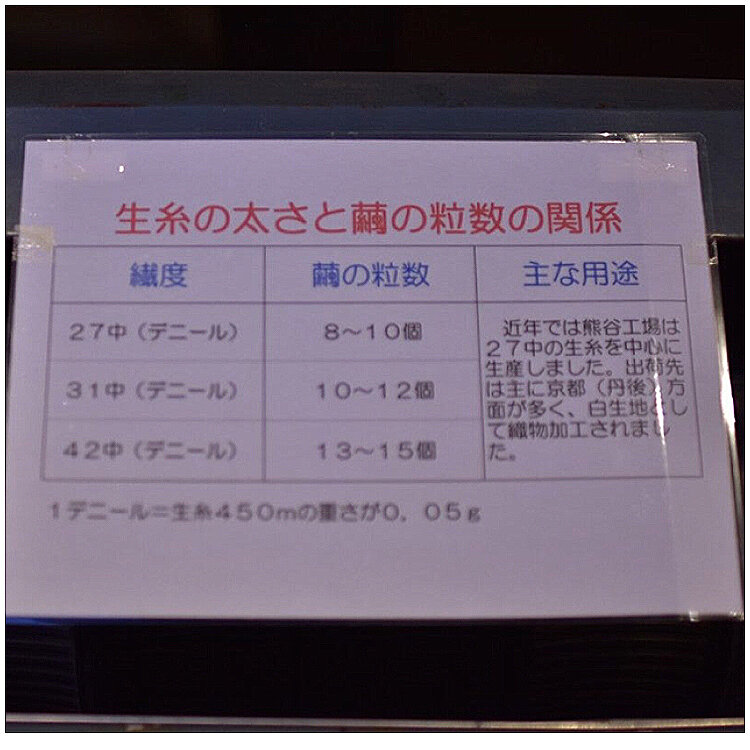 生糸の太さと繭の粒数の関係
繊度 繭の粒数 主な用途
27中(デニール) 8~10個
31中(デニール) 10~12個
42中(デニール) 13~15個
近年では熊谷工場は
27中の生糸を中心に
生産しました。出荷先
は主に京都(丹後)方
面が多く、白生地とし
て織物加工されまし
た。
1デニール=生糸450mの重さが0.05g